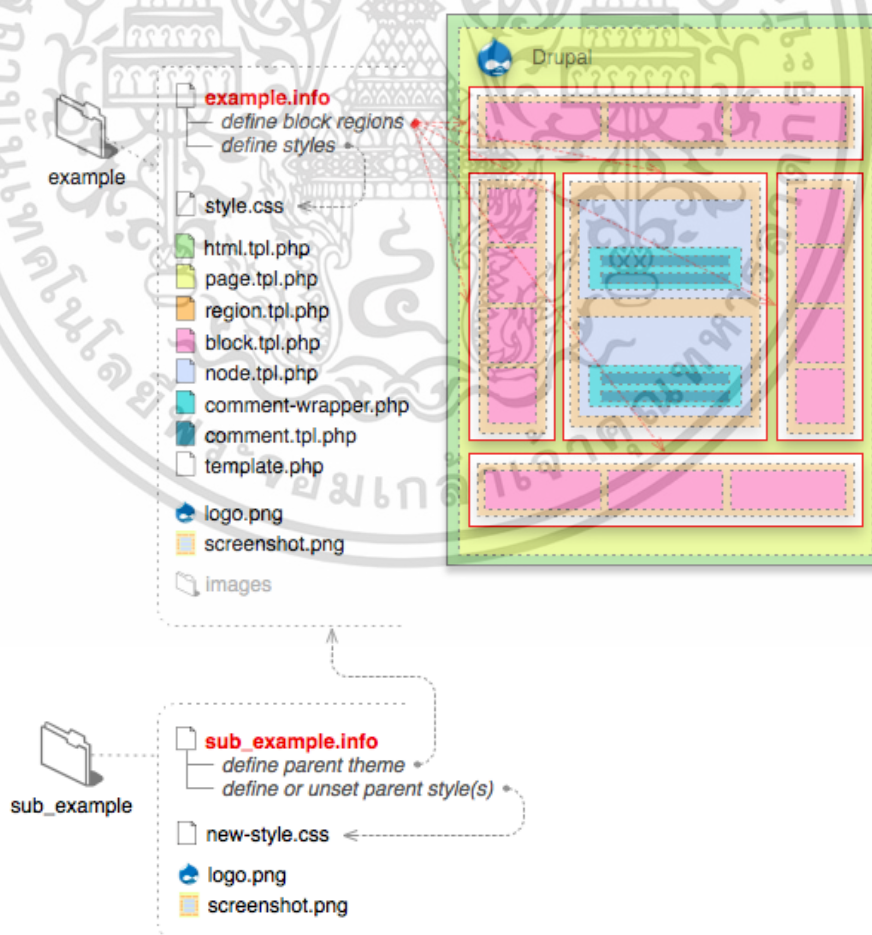 Drupal
example.info
define block regions
define styles
example
style.css
html.tpl.php
page.tpl.php
region.tpl.php
block.tpl.php
node.tpl.php
comment-wrapper.php
comment.tpl.php
template.php
logo.png
screenshot.png
images
sub_example.info
define parent theme
define or unset parent style(s)
sub_example
new-style.css
logo.png
screenshot.png